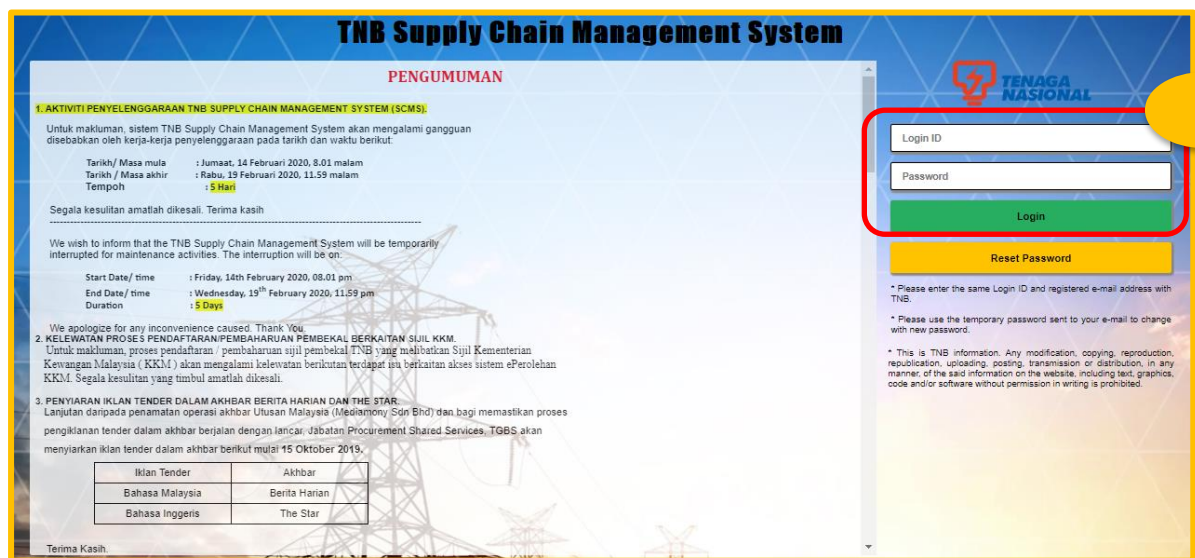 TNB Supply Chain Management System
PENGUMUMAN
1. AKTIVITI PENYELENGGARAAN TNB SUPPLY CHAIN MANAGEMENT SYSTEM (SCMS).
Untuk makluman, sistem TNB Supply Chain Management System akan mengalami gangguan
disebabkan oleh kerja-kerja penyelenggaraan pada tarikh dan waktu berikut:
Tarikh/ Masa mula : Jumaat, 14 Februari 2020, 8.01 malam
Tarikh / Masa akhir : Rabu, 19 Februari 2020, 11.59 malam
Tempoh : 5 Hari
Segala kesulitan amatlah dikesali. Terima kasih
We wish to inform that the TNB Supply Chain Management System will be temporarily
interrupted for maintenance activities. The interruption will be on:
Start Date/ time : Friday, 14th February 2020, 08.01 pm
End Date/ time : Wednesday, 19th February 2020, 11.59 pm
Duration : 5 Days
We apologize for any inconvenience caused. Thank You.
2. KELEWATAN PROSES PENDAFTARAN/PEMBAHARUAN PEMBEKAL BERKAITAN SIJIL KKM.
Untuk makluman, proses pendaftaran / pembaharuan sijil pembekal TNB yang melibatkan Sijil Kementerian
Kewangan Malaysia ( KKM ) akan mengalami kelewatan berikutan terdapat isu berkaitan akses sistem ePerolehan
KKM. Segala kesulitan yang timbul amatlah dikesali.
3. PENYIARAN IKLAN TENDER DALAM AKHBAR BERITA HARIAN DAN THE STAR.
Lanjutan daripada penamatan operasi akhbar Utusan Malaysia (Mediamony Sdn Bhd) dan bagi memastikan proses
pengiklanan tender dalam akhbar berjalan dengan lancar, Jabatan Procurement Shared Services, TGBS akan
menyiarkan iklan tender dalam akhbar berikut mulai 15 Oktober 2019.
Iklan Tender Akhbar
Bahasa Malaysia Berita Harian
Bahasa Inggeris The Star
Terima Kasih.
TENAGA
NASIONAL
Login ID
Password
Login
Reset Password
* Please enter the same Login ID and registered e-mail address with
TNB.
* Please use the temporary password sent to your e-mail to change
with new password.
* This is TNB information. Any modification, copying, reproduction,
republication, uploading, posting, transmission or distribution, in any
manner, of the said information on the website, including text, graphics,
code and/or software without permission in writing is prohibited.